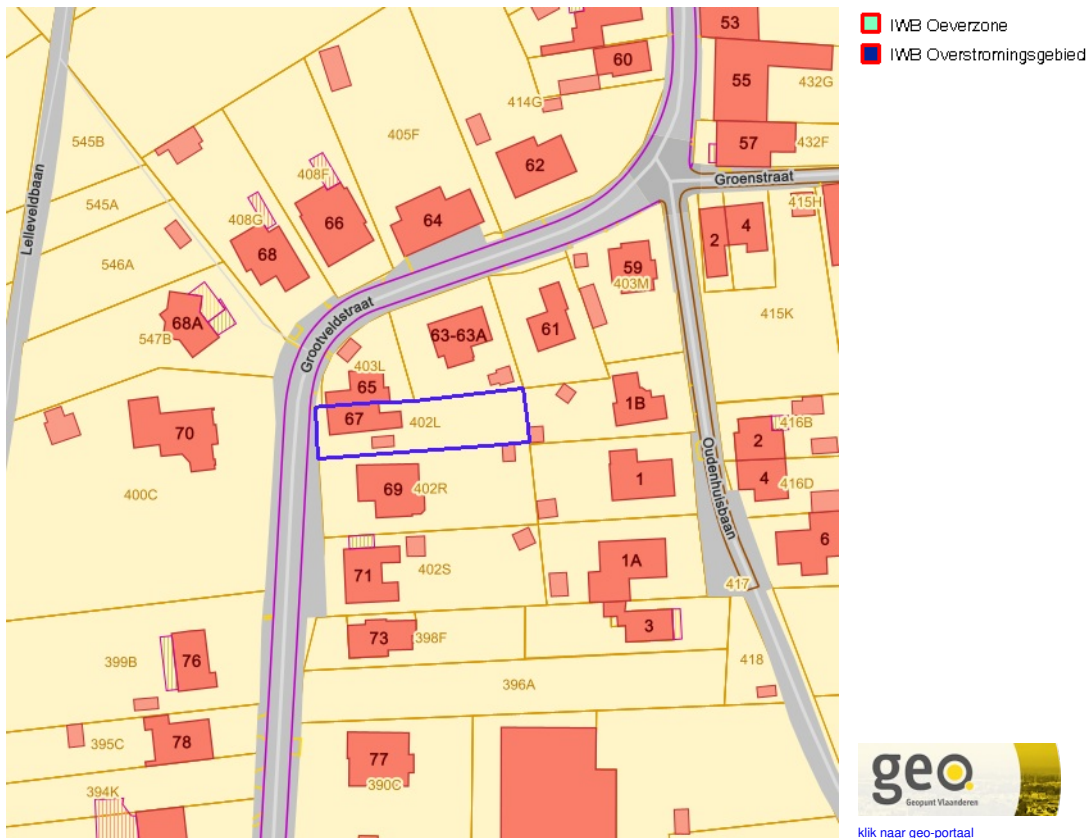 IWB Oeverzone
IWB Overstromingsgebied
53
60
55
432G
414G
545B
405F
57
432F
62
408F
Groenstraat
545A
Lelleveldbaan
408G
66
64
415H
4
2
68
546A
59
403M
415K
68A
547B
Grootveldstraat
63-63A
61
403L
65
1B
67
402L
2
416B
70
Oudenhuisbaan
1
4
416D
400C
69
402R
6
1A
71
402S
417
73
398F
3
399B
76
418
396A
395C
78
77
390C
394K
geo
Geopunt Vlaanderen
klik naar geo-portaal